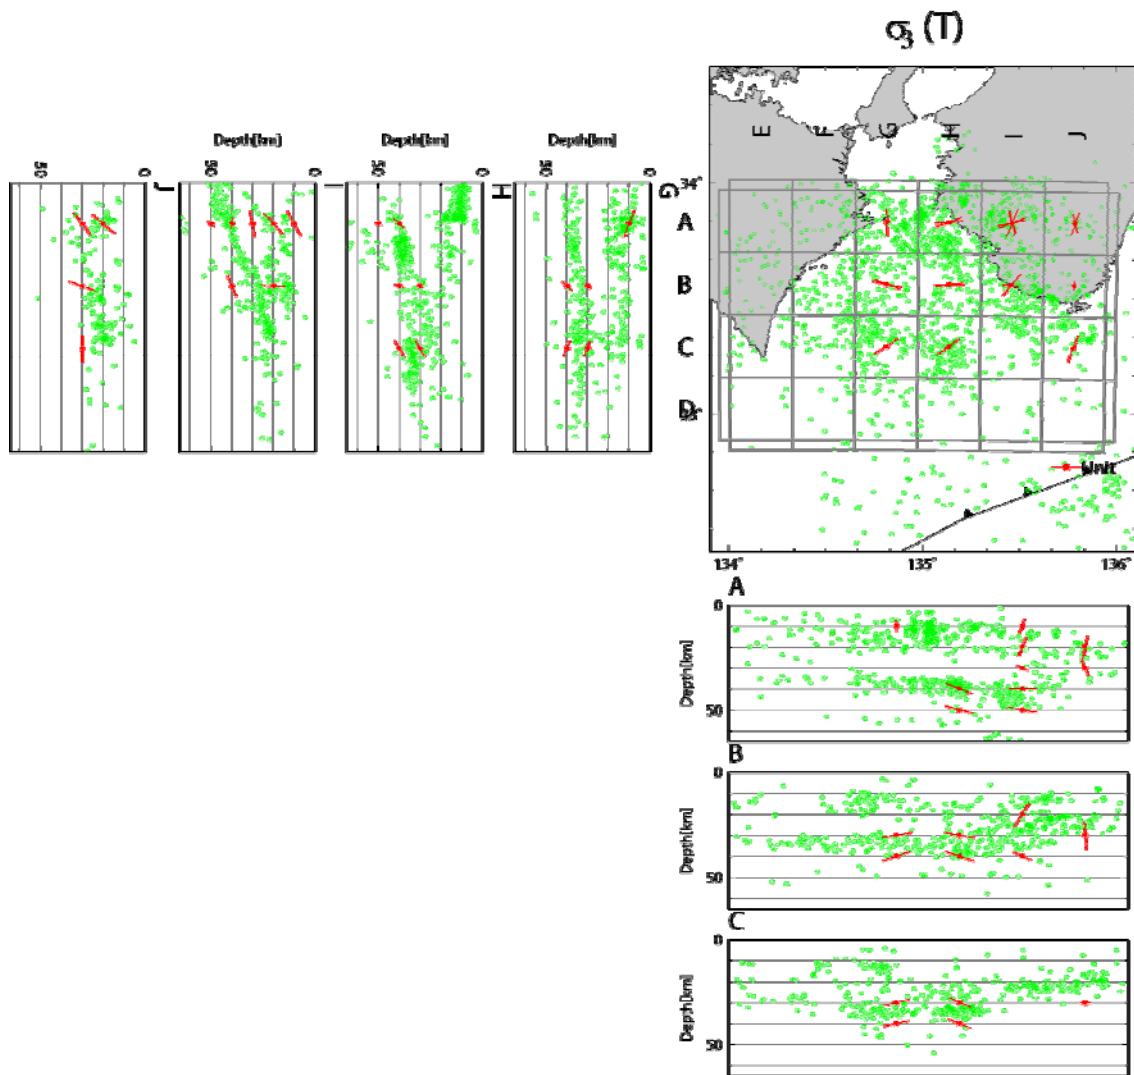 σ3 (T)
E F G H I J
Depth[km] Depth[km] Depth[km]
50 0 50 0 50 0 50 0
J I H G
34°
A
B
C
D
Unit
134° 135° 136°
A
0
Depth[km]
50
B
0
Depth[km]
50
C
0
Depth[km]
50